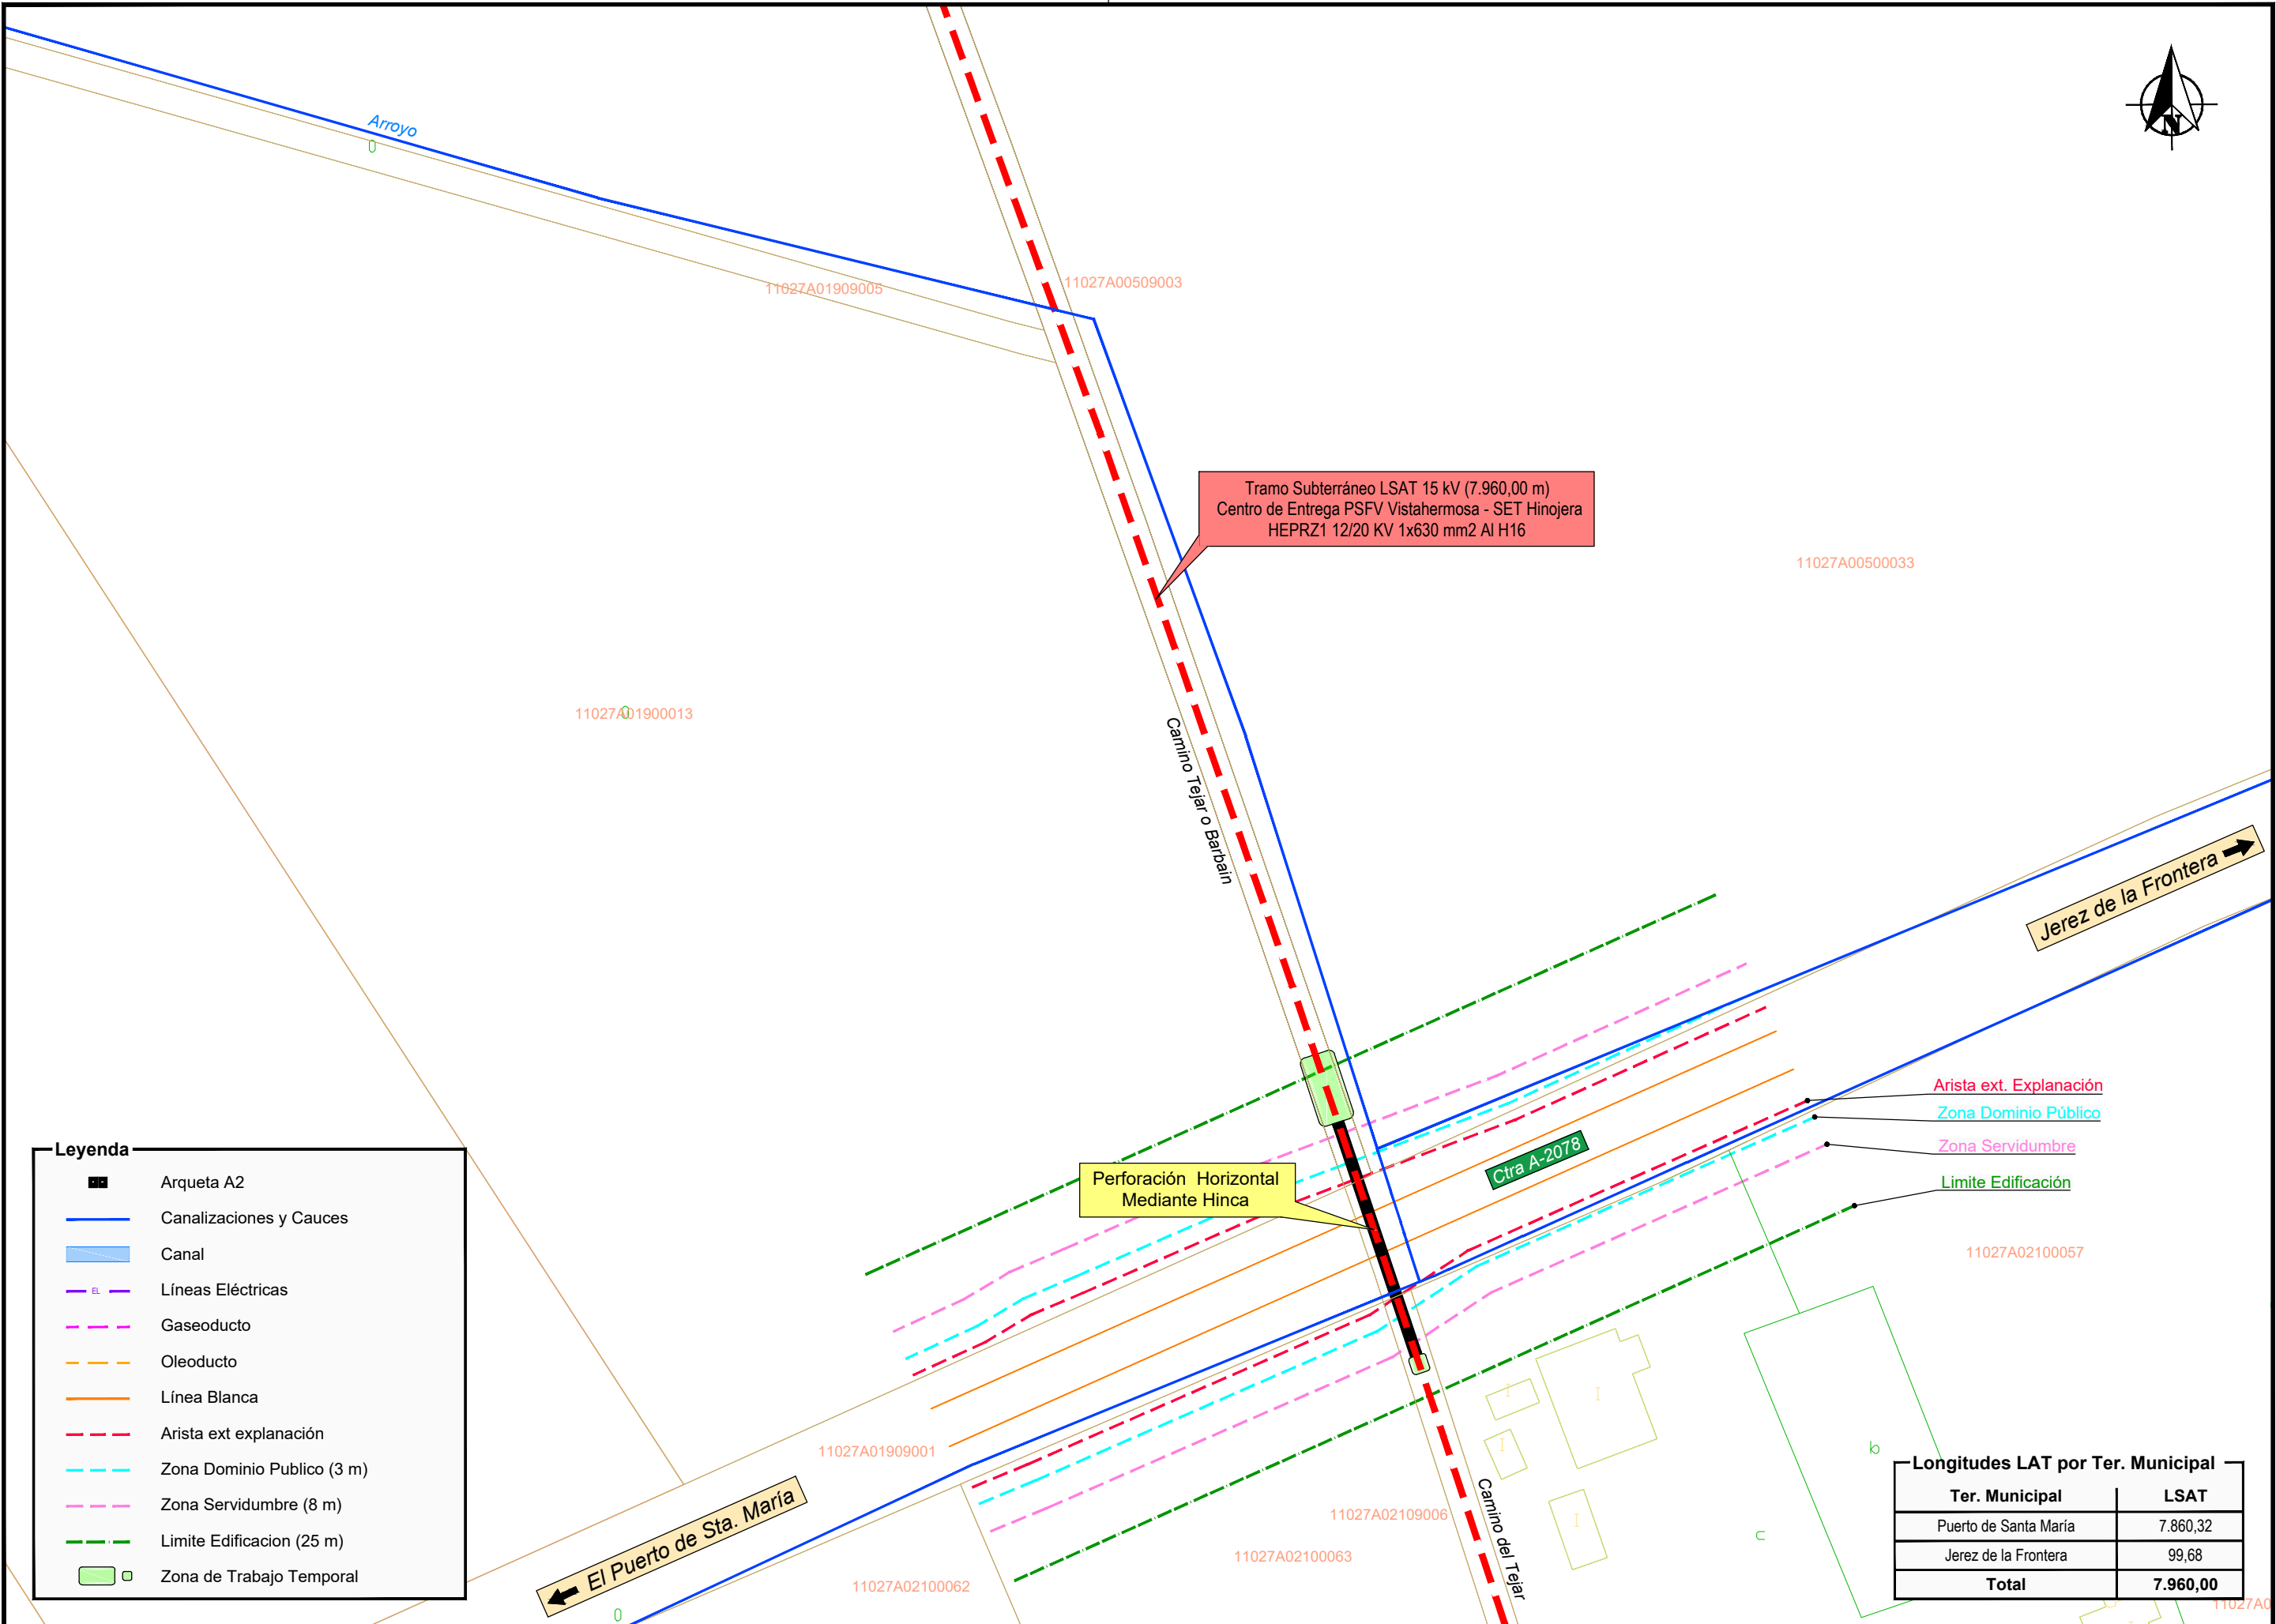 N
Arroyo
11027A01909005
11027A00509003
Tramo Subterráneo LSAT 15 kV (7.960,00 m)
Centro de Entrega PSFV Vistahermosa - SET Hinojera
HEPRZ1 12/20 KV 1x630 mm2 Al H16
11027A00500033
11027A01900013
Camino Tejar o Barbain
Jerez de la Frontera
Arista ext. Explanación
Zona Dominio Público
Zona Servidumbre
Limite Edificación
Ctra A-2078
Perforación Horizontal
Mediante Hinca
11027A02100057
Leyenda
Arqueta A2
Canalizaciones y Cauces
Canal
EL
Líneas Eléctricas
Gaseoducto
Oleoducto
Línea Blanca
Arista ext explanación
Zona Dominio Publico (3 m)
Zona Servidumbre (8 m)
Limite Edificacion (25 m)
Zona de Trabajo Temporal
11027A01909001
El Puerto de Sta. María
11027A02109006
11027A02100063
11027A02100062
Camino del Tejar
I
I
I
I
b
c
Longitudes LAT por Ter. Municipal
Ter. Municipal LSAT
Puerto de Santa María 7.860,32
Jerez de la Frontera 99,68
Total 7.960,00